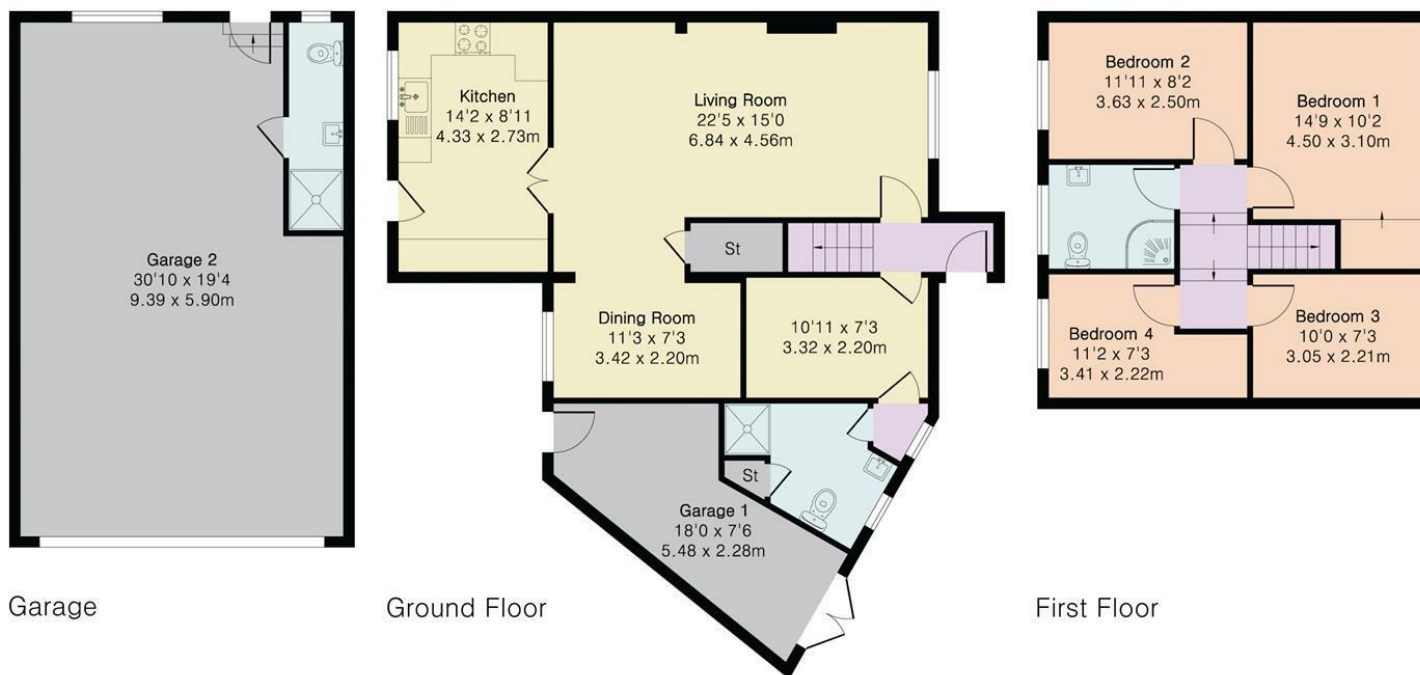 Garage 2
30'10 x 19'4
9.39 x 5.90m
Garage
Kitchen
14'2 x 8'11
4.33 x 2.73m
Living Room
22'5 x 15'0
6.84 x 4.56m
St
Dining Room
11'3 x 7'3
3.42 x 2.20m
10'11 x 7'3
3.32 x 2.20m
St
Garage 1
18'0 x 7'6
5.48 x 2.28m
Ground Floor
Bedroom 2
11'11 x 8'2
3.63 x 2.50m
Bedroom 1
14'9 x 10'2
4.50 x 3.10m
Bedroom 4
11'2 x 7'3
3.41 x 2.22m
Bedroom 3
10'0 x 7'3
3.05 x 2.21m
First Floor